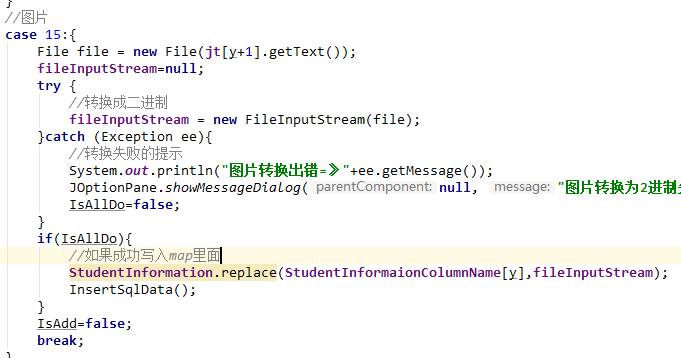 }
//图片
case 15:{
File file = new File(jt[y+1].getText());
fileInputStream=null;
try {
//转换成二进制
fileInputStream = new FileInputStream(file);
}catch (Exception ee){
//转换失败的提示
System.out.println("图片转换出错=》"+ee.getMessage());
JOptionPane.showMessageDialog( parentComponent: null, message: "图片转换为2进制
IsAllDo=false;
}
if(IsAllDo){
//如果成功写入map里面
StudentInformation.replace(StudentInformaionColumnName[y],fileInputStream);
InsertSqlData();
}
IsAdd=false;
break;
}